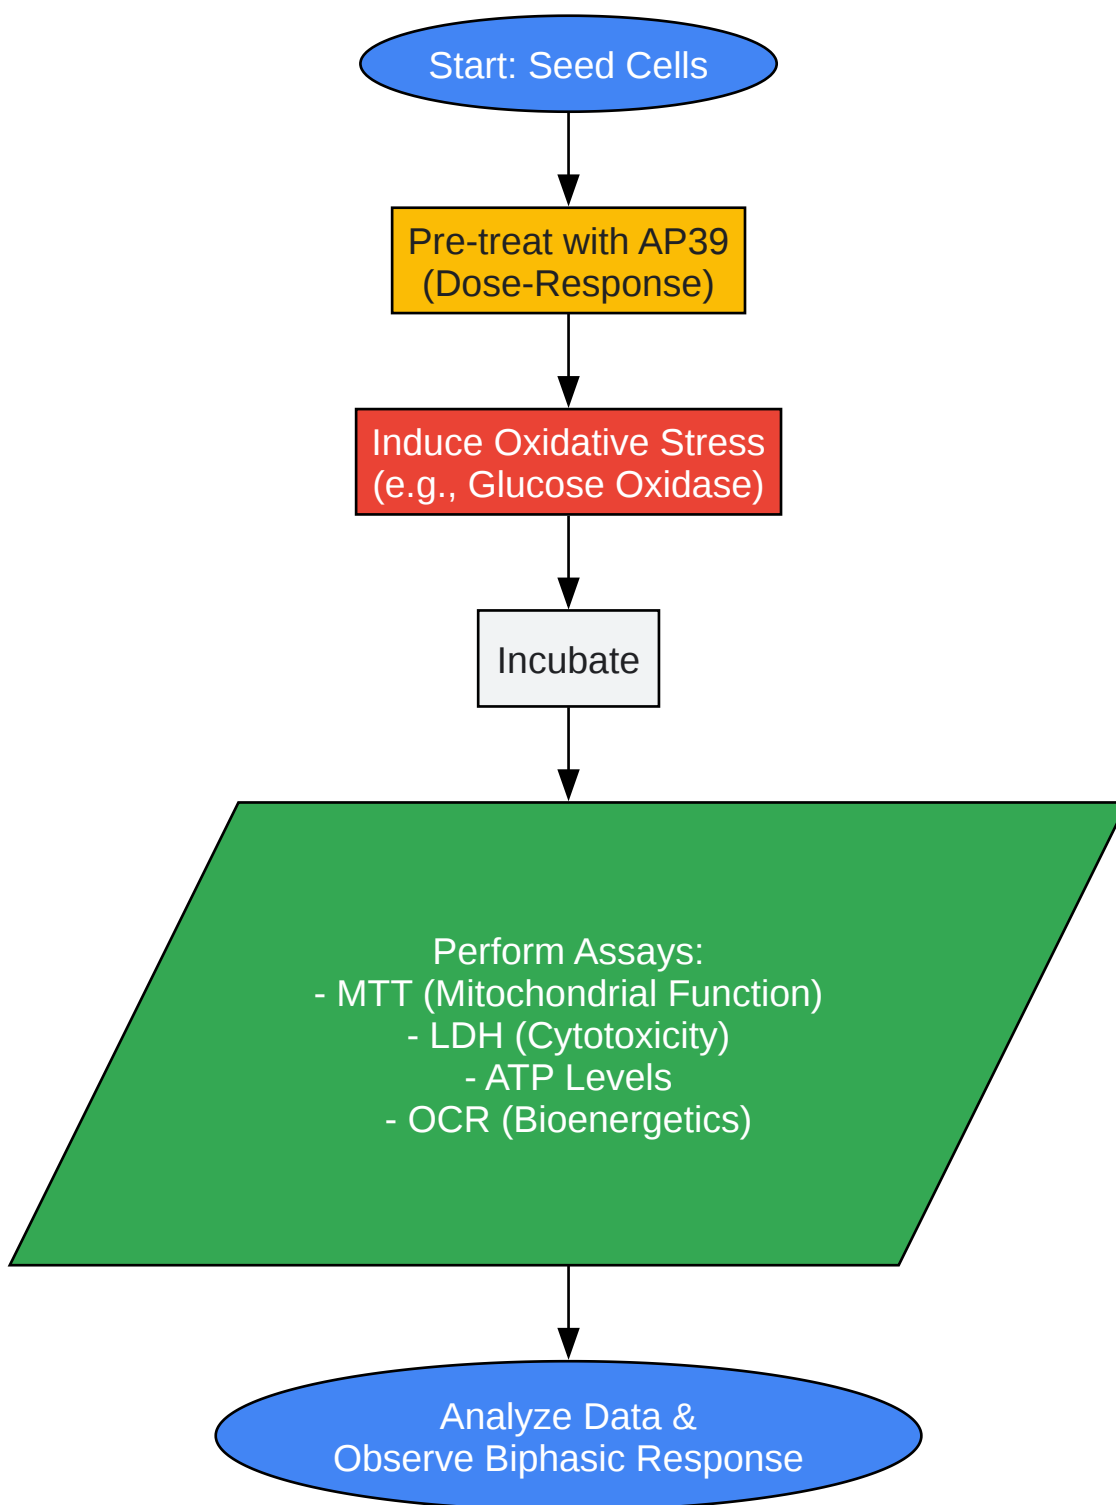 Start: Seed Cells
Pre-treat with AP39
(Dose-Response)
Induce Oxidative Stress
(e.g., Glucose Oxidase)
Incubate
Perform Assays:
- MTT (Mitochondrial Function)
- LDH (Cytotoxicity)
- ATP Levels
- OCR (Bioenergetics)
Analyze Data &
Observe Biphasic Response